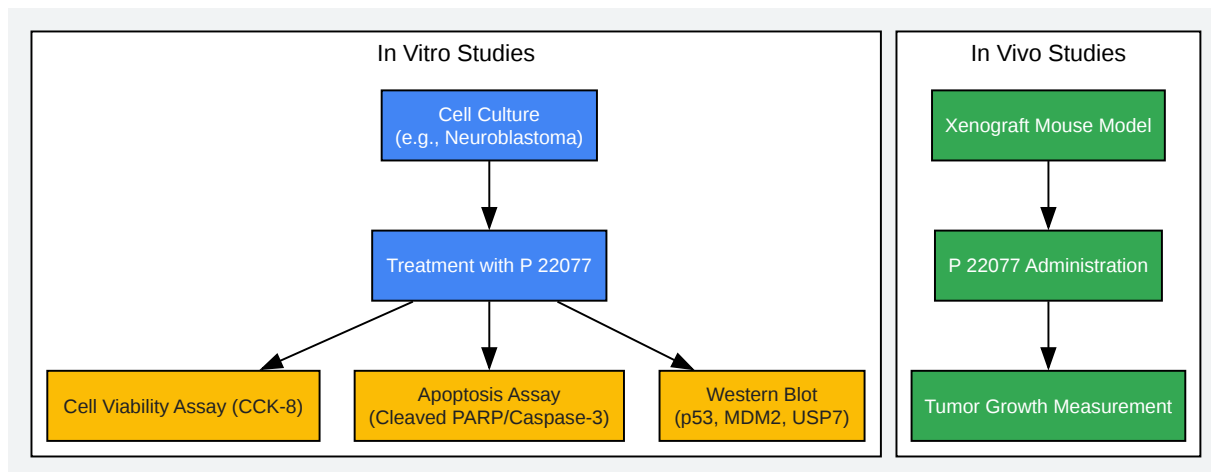 In Vitro Studies
Cell Culture
(e.g., Neuroblastoma)
Treatment with P 22077
Cell Viability Assay (CCK-8)
Apoptosis Assay
(Cleaved PARP/Caspase-3)
Western Blot
(p53, MDM2, USP7)
In Vivo Studies
Xenograft Mouse Model
P 22077 Administration
Tumor Growth Measurement